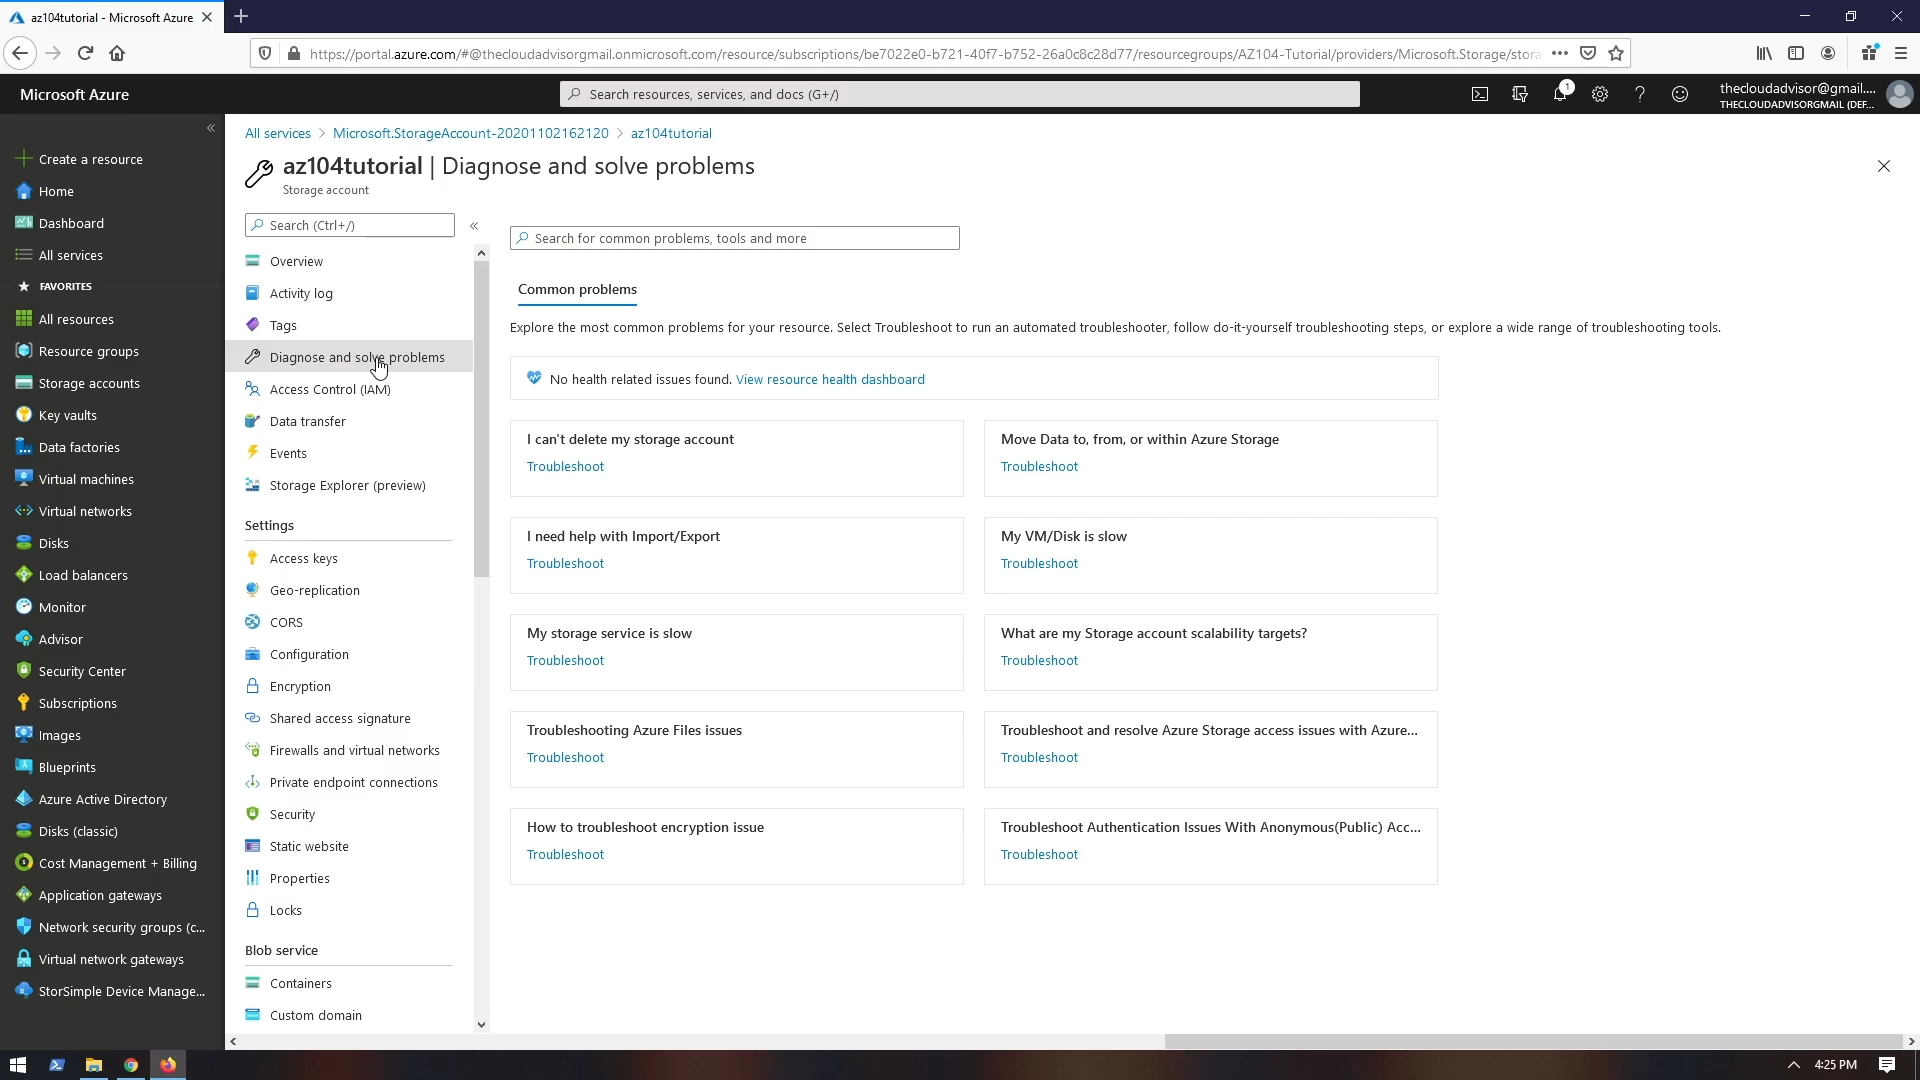 az104tutorial - Microsoft Azure
https://portal.azure.com/#@thecloudadvisorgmail.onmicrosoft.com/resource/subscriptions/be7022e0-b721-40f7-b752-26a0c8c28d77/resourcegroups/AZ104-Tutorial/providers/Microsoft.Storage/stora
Microsoft Azure
Search resources, services, and docs (G+/)
1
thecloudadvisor@gmail....
THECLOUDADVISORGMAIL (DEF...
Create a resource
Home
Dashboard
All services
FAVORITES
All resources
Resource groups
Storage accounts
Key vaults
Data factories
Virtual machines
Virtual networks
Disks
Load balancers
Monitor
Advisor
Security Center
Subscriptions
Images
Blueprints
Azure Active Directory
Disks (classic)
Cost Management + Billing
Application gateways
Network security groups (c...
Virtual network gateways
StorSimple Device Manage...
All services > Microsoft.StorageAccount-20201102162120 > az104tutorial
az104tutorial | Diagnose and solve problems
Storage account
Search (Ctrl+/)
Overview
Activity log
Tags
Diagnose and solve problems
Access Control (IAM)
Data transfer
Events
Storage Explorer (preview)
Settings
Access keys
Geo-replication
CORS
Configuration
Encryption
Shared access signature
Firewalls and virtual networks
Private endpoint connections
Security
Static website
Properties
Locks
Blob service
Containers
Custom domain
Search for common problems, tools and more
Common problems
Explore the most common problems for your resource. Select Troubleshoot to run an automated troubleshooter, follow do-it-yourself troubleshooting steps, or explore a wide range of troubleshooting tools.
No health related issues found. View resource health dashboard
I can't delete my storage account
Troubleshoot
Move Data to, from, or within Azure Storage
Troubleshoot
I need help with Import/Export
Troubleshoot
My VM/Disk is slow
Troubleshoot
My storage service is slow
Troubleshoot
What are my Storage account scalability targets?
Troubleshoot
Troubleshooting Azure Files issues
Troubleshoot
Troubleshoot and resolve Azure Storage access issues with Azure...
Troubleshoot
How to troubleshoot encryption issue
Troubleshoot
Troubleshoot Authentication Issues With Anonymous(Public) Acc...
Troubleshoot
4:25 PM